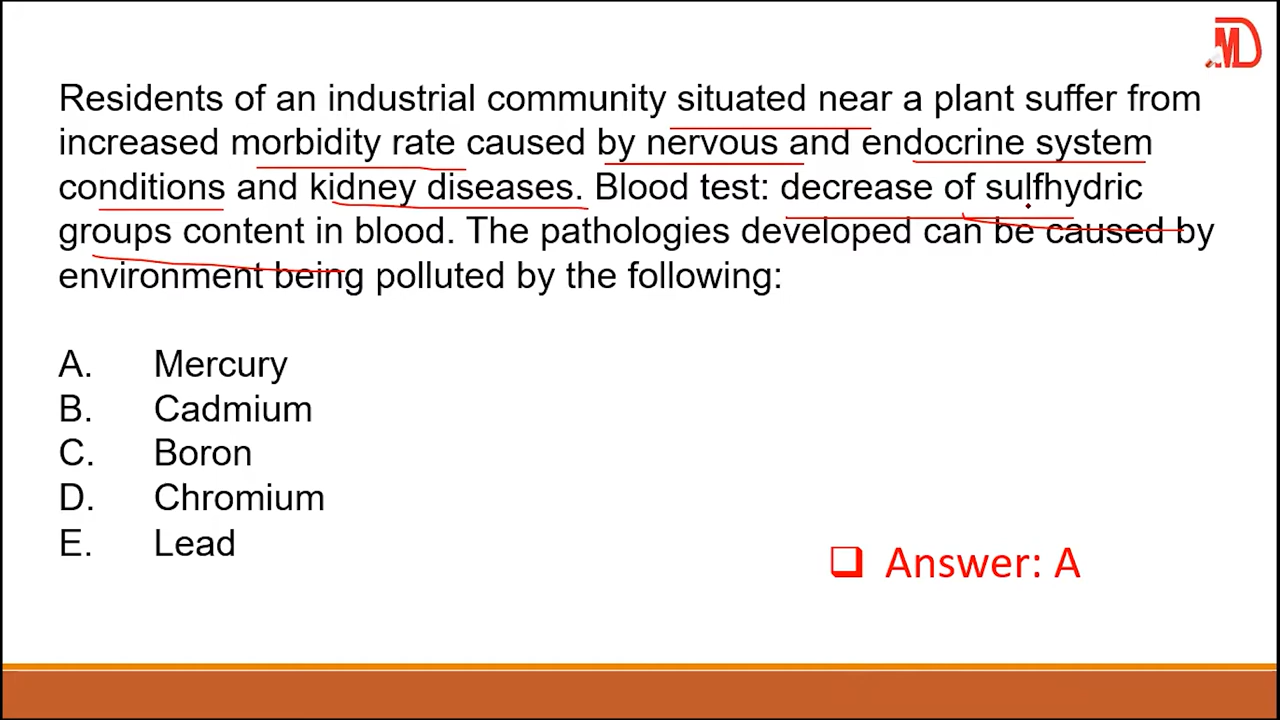 MD
Residents of an industrial community situated near a plant suffer from
increased morbidity rate caused by nervous and endocrine system
conditions and kidney diseases. Blood test: decrease of sulfhydric
groups content in blood. The pathologies developed can be caused by
environment being polluted by the following:
A. Mercury
B. Cadmium
C. Boron
D. Chromium
E. Lead
Answer: A